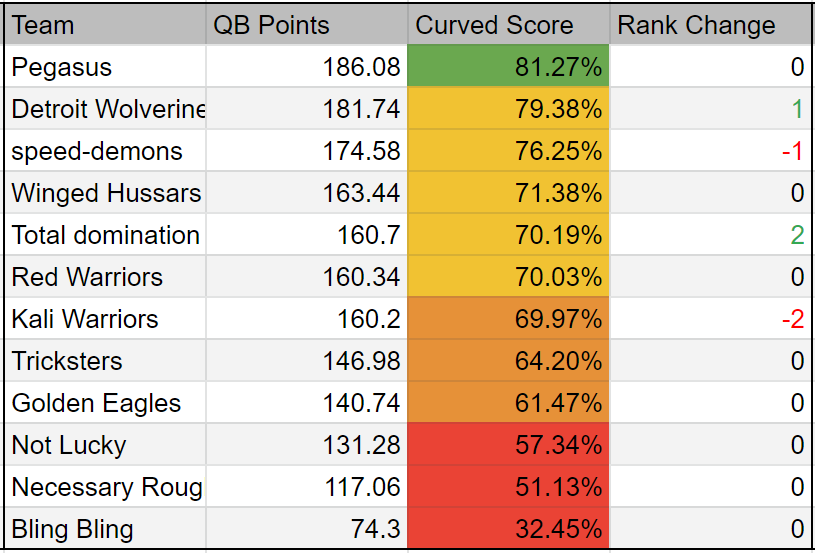 Team QB Points Curved Score Rank Change
Pegasus 186.08 81.27% 0
Detroit Wolverine 181.74 79.38% 1
speed-demons 174.58 76.25% -1
Winged Hussars 163.44 71.38% 0
Total domination 160.7 70.19% 2
Red Warriors 160.34 70.03% 0
Kali Warriors 160.2 69.97% -2
Tricksters 146.98 64.20% 0
Golden Eagles 140.74 61.47% 0
Not Lucky 131.28 57.34% 0
Necessary Roug 117.06 51.13% 0
Bling Bling 74.3 32.45% 0